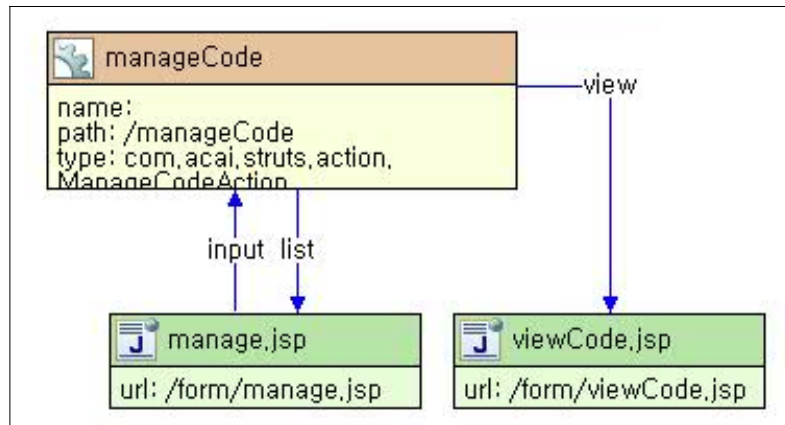 manageCode
view
name:
path: /manageCode
type: com.acai.struts.action.
ManageCodeAction
input list
manage.jsp
viewCode.jsp
url: /form/manage.jsp
url: /form/viewCode.jsp